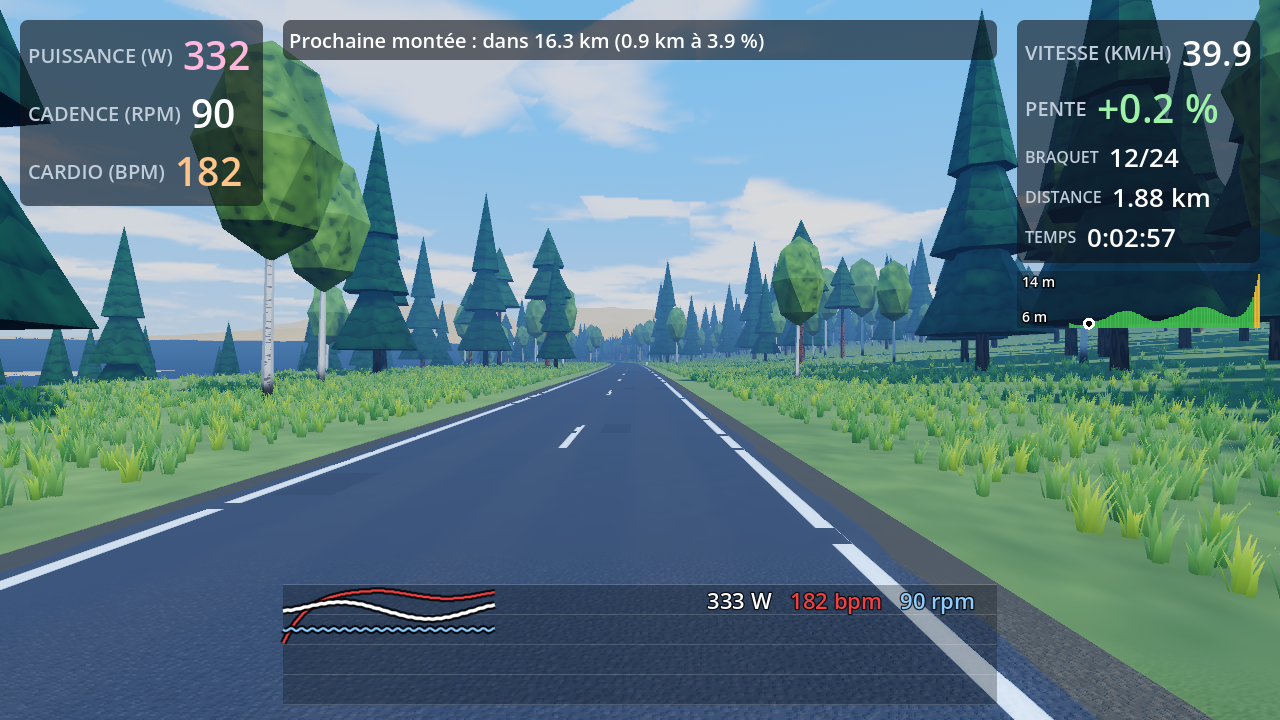 PUISSANCE (W) 332
CADENCE (RPM) 90
CARDIO (BPM) 182
Prochaine montée : dans 16.3 km (0.9 km à 3.9 %)
VITESSE (KM/H) 39.9
PENTE +0.2 %
BRAQUET 12/24
DISTANCE 1.88 km
TEMPS 0:02:57
14 m
6 m
333 W 182 bpm 90 rpm